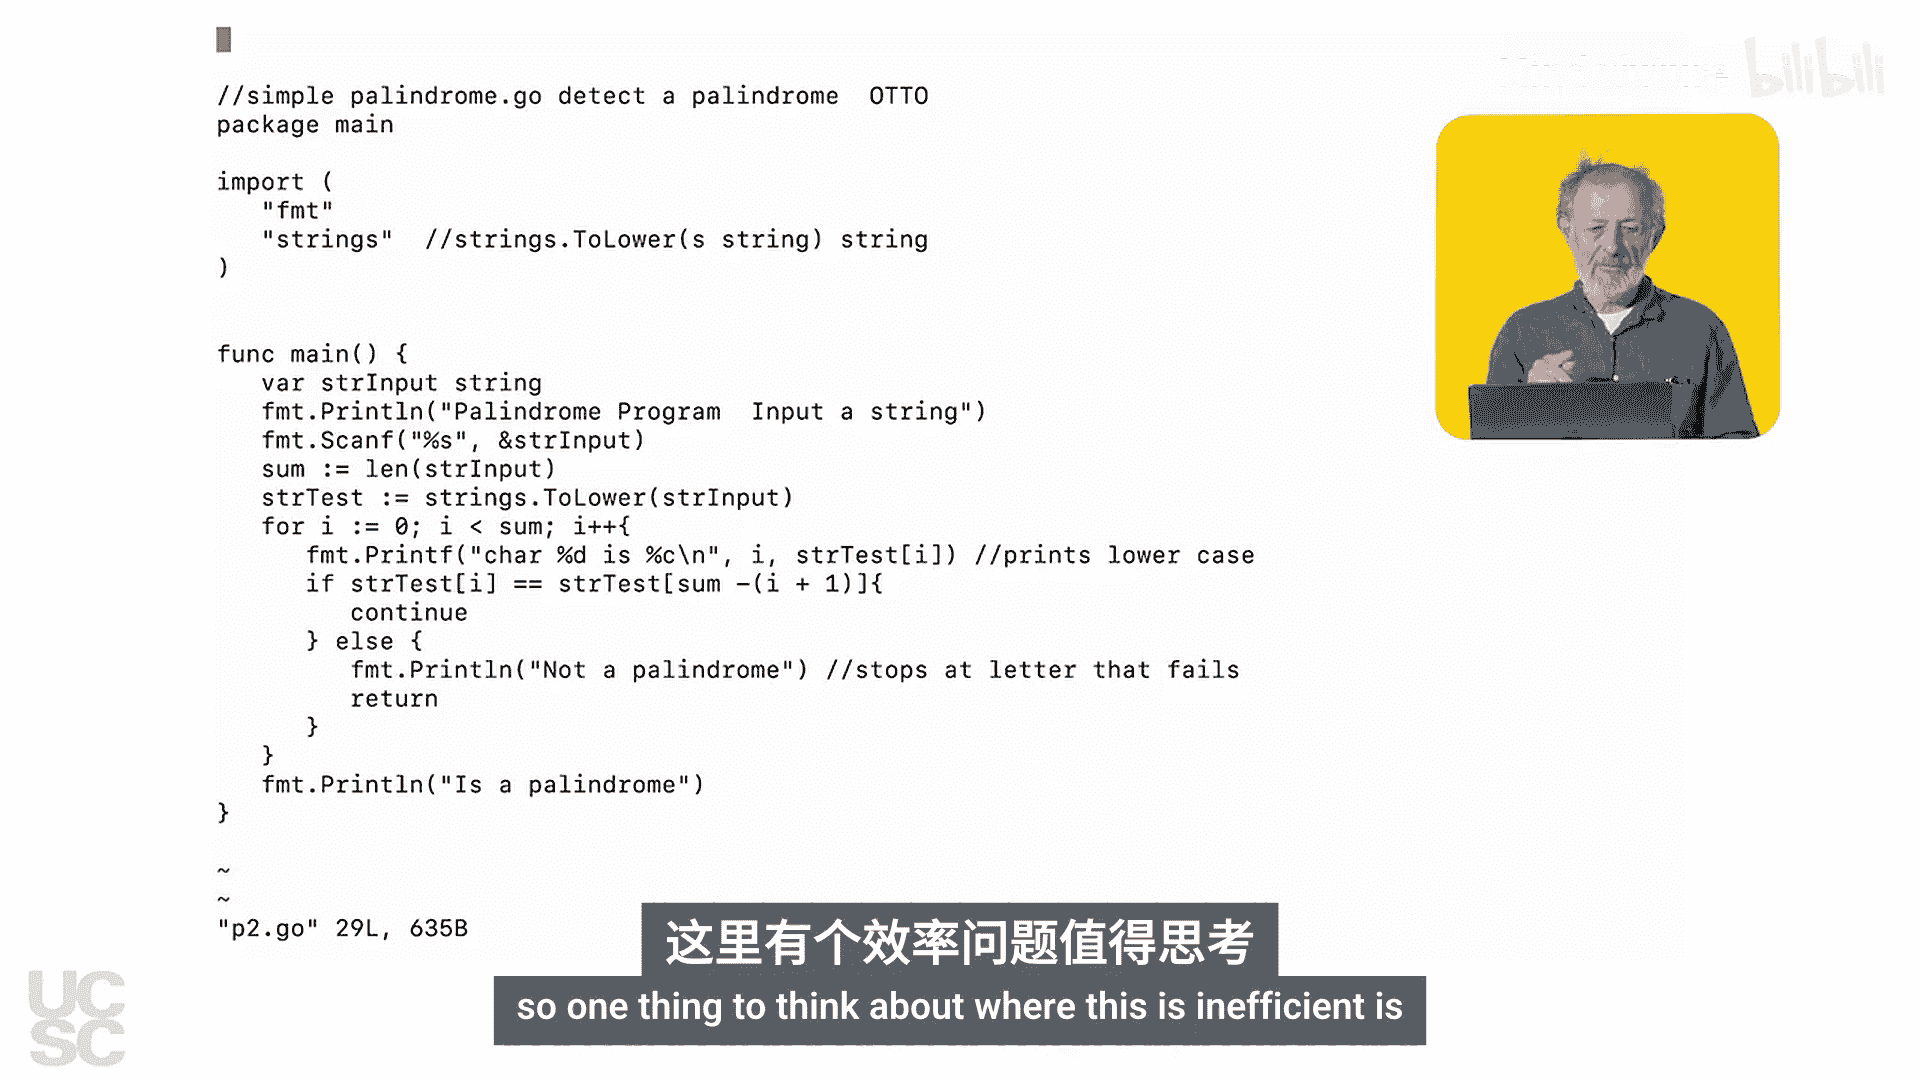 //simple palindrome.go detect a palindrome  OTTO
package main
import (
   "fmt"
   "strings"  //strings.ToLower(s string) string
)
func main() {
   var strInput string
   fmt.Println("Palindrome Program  Input a string")
   fmt.Scanf("%s", &strInput)
   sum := len(strInput)
   strTest := strings.ToLower(strInput)
   for i := 0; i < sum; i++{
      fmt.Printf("char %d is %c\n", i, strTest[i]) //prints lower case
      if strTest[i] == strTest[sum -(i + 1)]{
         continue
      } else {
         fmt.Println("Not a palindrome") //stops at letter that fails
         return
      }
   }
   fmt.Println("Is a palindrome")
}
~
~
"p2.go" 29L, 635B
这里有个效率问题值得思考
so one thing to think about where this is inefficient is
bilibili
UC
SC